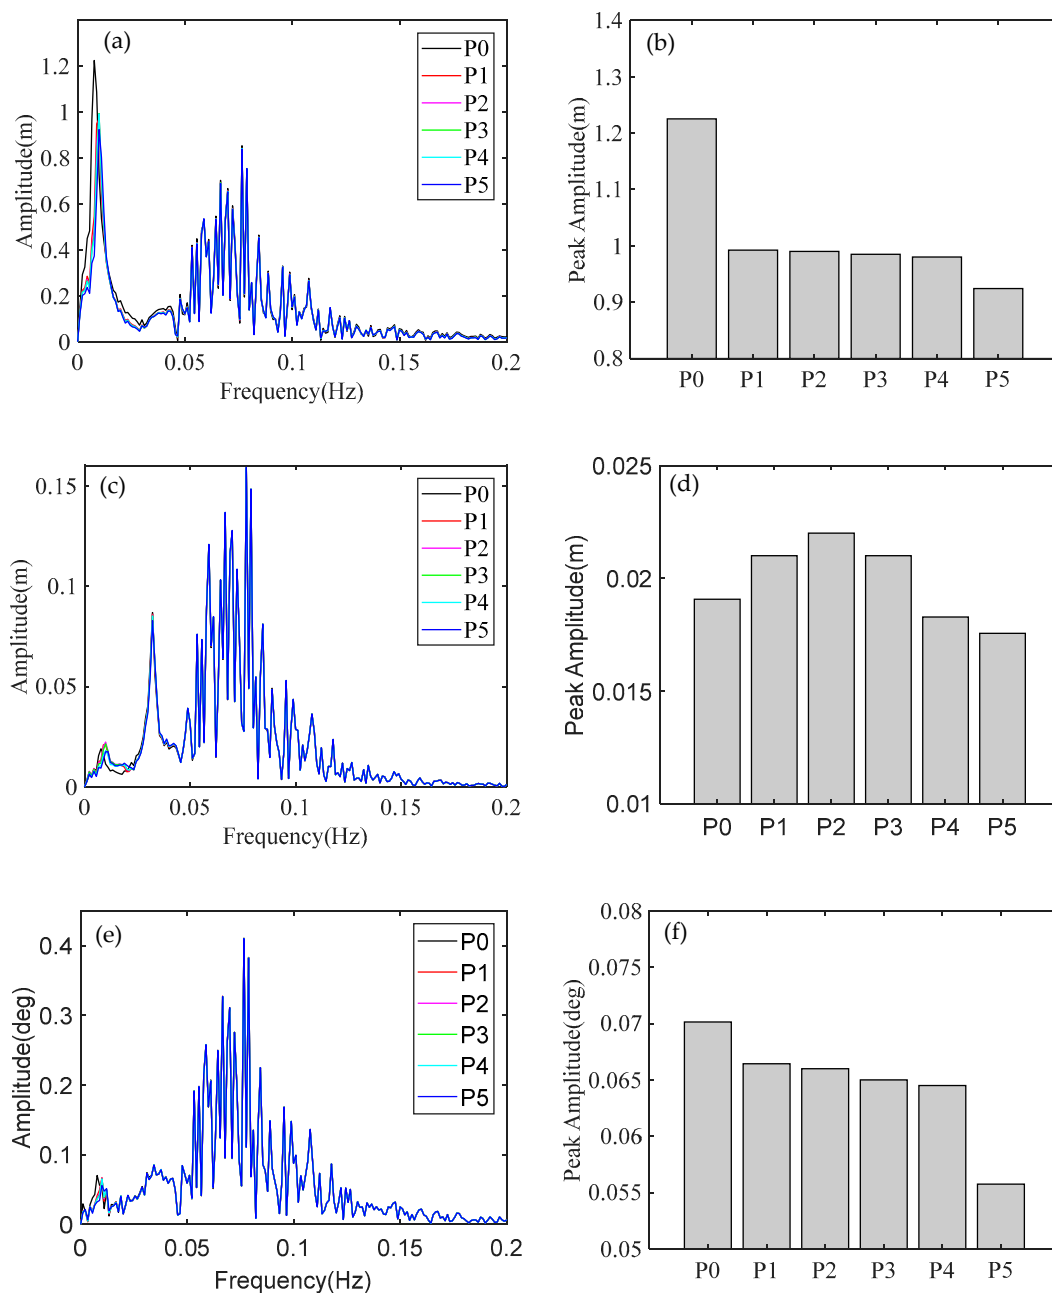 (a)
P0
P1
P2
P3
P4
P5
1.2
1
0.8
0.6
0.4
0.2
0
Amplitude(m)
0
0.05
0.1
0.15
0.2
Frequency(Hz)
(b)
1.4
1.3
1.2
1.1
1
0.9
0.8
Peak Amplitude(m)
P0
P1
P2
P3
P4
P5
(c)
P0
P1
P2
P3
P4
P5
0.15
0.1
0.05
0
Amplitude(m)
0
0.05
0.1
0.15
0.2
Frequency(Hz)
(d)
0.025
0.02
0.015
0.01
Peak Amplitude(m)
P0
P1
P2
P3
P4
P5
(e)
P0
P1
P2
P3
P4
P5
0.4
0.3
0.2
0.1
0
Amplitude(deg)
0
0.05
0.1
0.15
0.2
Frequency(Hz)
(f)
0.08
0.075
0.07
0.065
0.06
0.055
0.05
Peak Amplitude(deg)
P0
P1
P2
P3
P4
P5